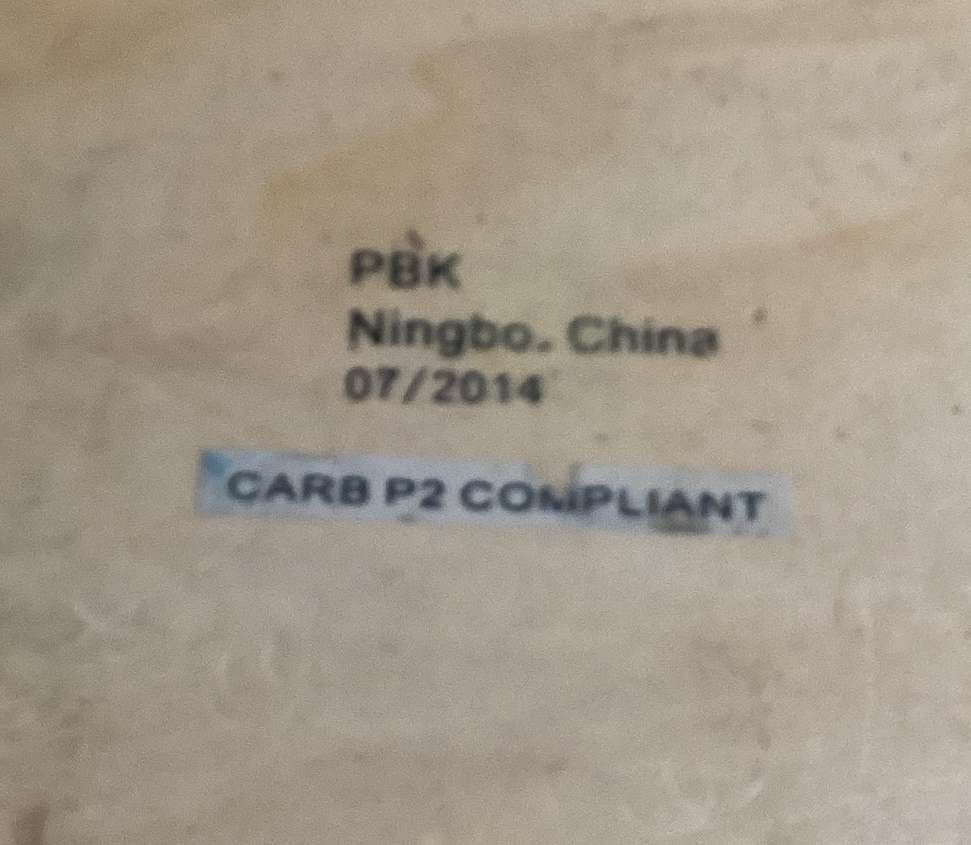 PBK
Ningbo. China
07/2014
CARB P2 COMPLIANT